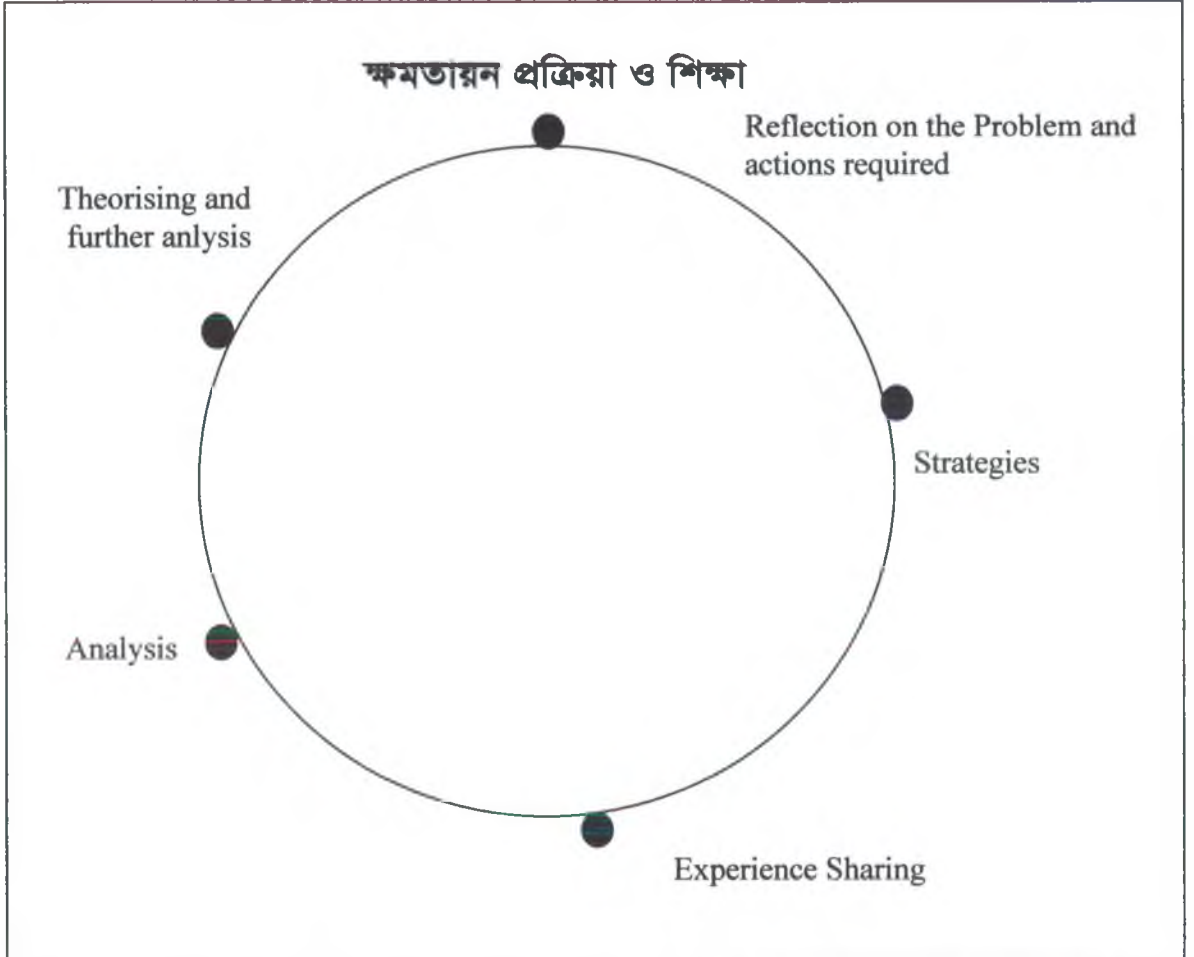 ক্ষমতায়ন প্রক্রিয়া ও শিক্ষা
Reflection on the Problem and
actions required
Theorising and
further anlysis
Strategies
Analysis
Experience Sharing